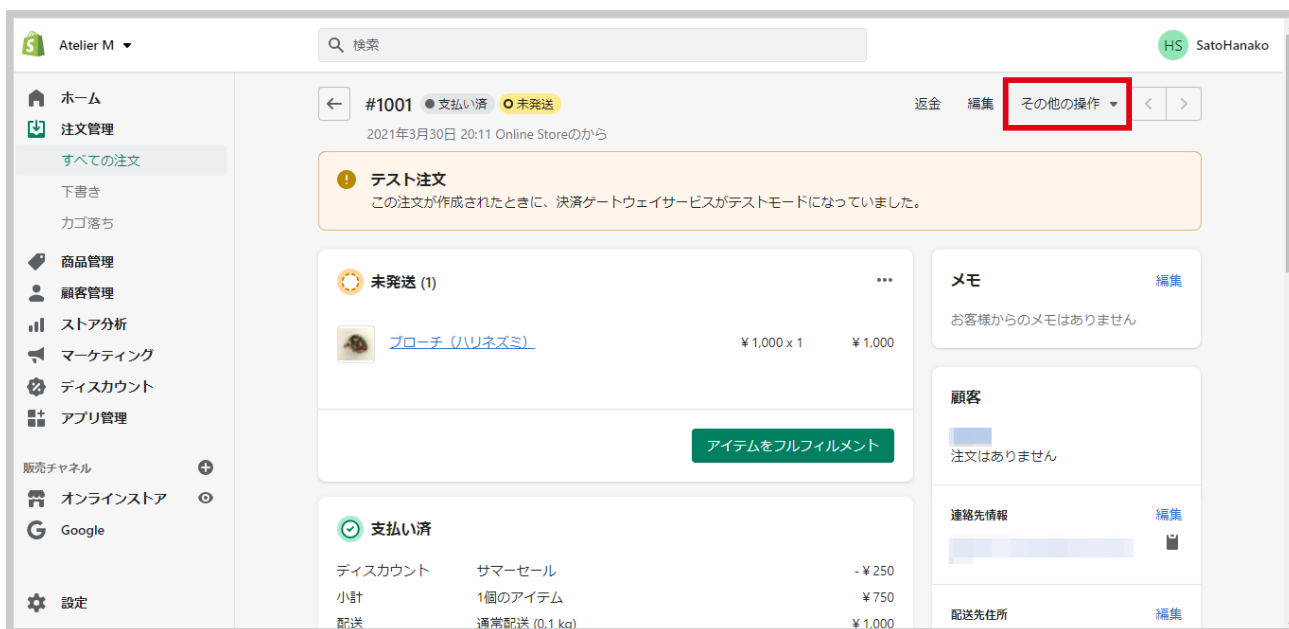 Atelier M
検索
HS SatoHanako
ホーム
注文管理
すべての注文
下書き
カゴ落ち
商品管理
顧客管理
ストア分析
マーケティング
ディスカウント
アプリ管理
販売チャネル
オンラインストア
Google
設定
#1001 支払い済 未発送
返金 編集 その他の操作
2021年3月30日 20:11 Online Storeのから
テスト注文
この注文が作成されたときに、決済ゲートウェイサービスがテストモードになっていました。
未発送 (1)
ブローチ（ハリネズミ） ¥ 1,000 x 1 ¥ 1,000
アイテムをフルフィルメント
支払い済
ディスカウント サマーセール - ¥ 250
小計 1個のアイテム ¥ 750
配送 通常配送 (0.1 kg) ¥ 1,000
メモ 編集
お客様からのメモはありません
顧客
注文はありません
連絡先情報 編集
配送先住所 編集